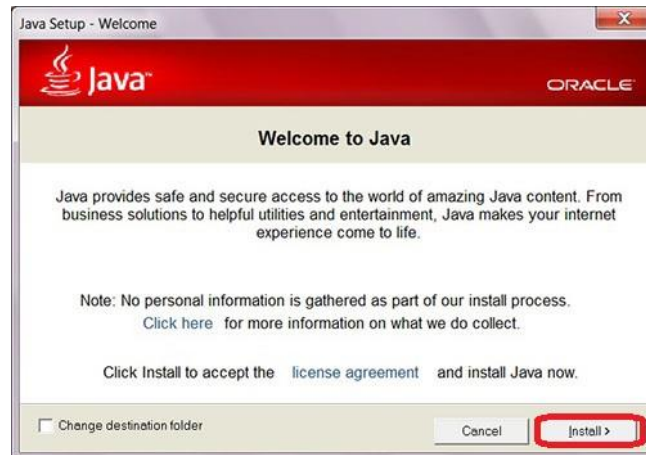 Java Setup - Welcome
Java™
ORACLE
Welcome to Java
Java provides safe and secure access to the world of amazing Java content. From
business solutions to helpful utilities and entertainment, Java makes your internet
experience come to life.
Note: No personal information is gathered as part of our install process.
Click here for more information on what we do collect.
Click Install to accept the license agreement and install Java now.
Change destination folder
Cancel
Install >